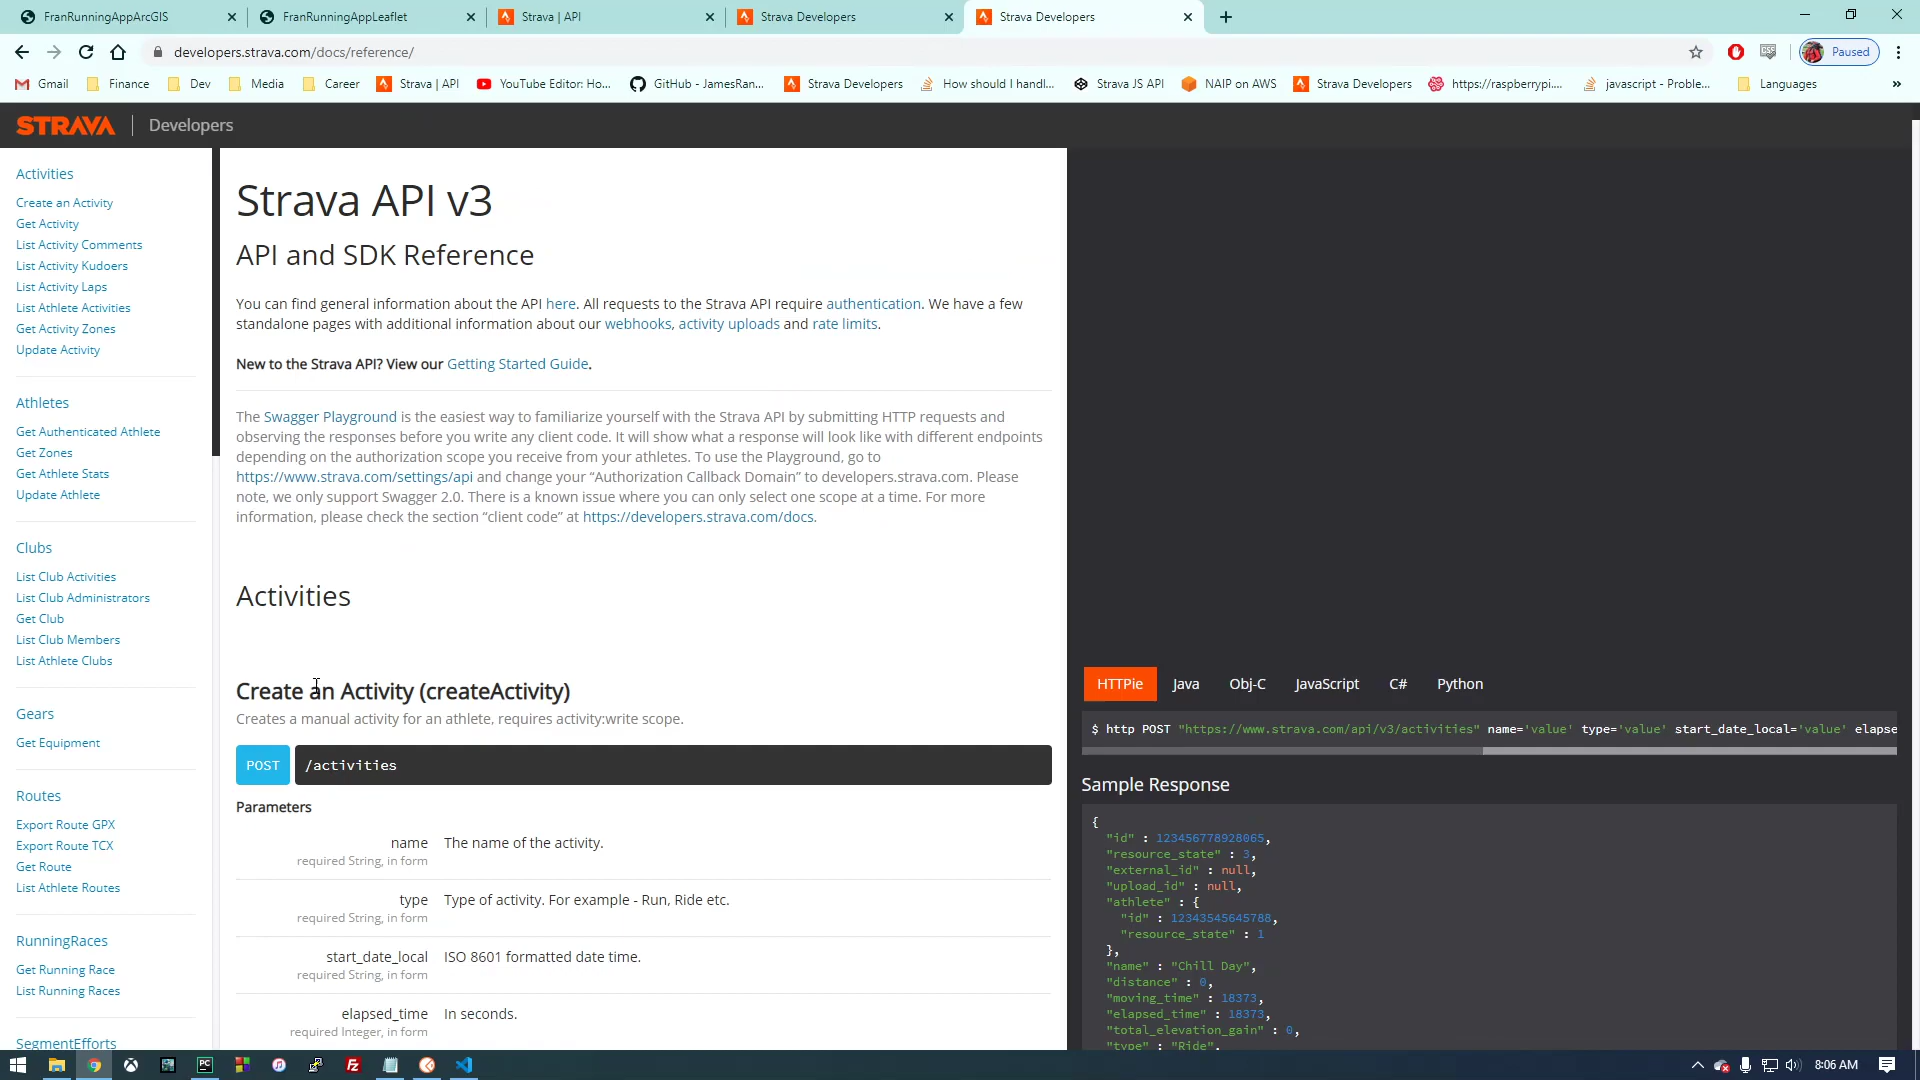 FranRunningAppArcGIS
FranRunningAppLeaflet
Strava | API
Strava Developers
Strava Developers
developers.strava.com/docs/reference/
Paused
Gmail
Finance
Dev
Media
Career
Strava | API
YouTube Editor: Ho...
GitHub - JamesRan...
Strava Developers
How should I handl...
Strava JS API
NAIP on AWS
Strava Developers
https://raspberrypi....
javascript - Proble...
Languages
»
STRAVA
Developers
Activities
Create an Activity
Get Activity
List Activity Comments
List Activity Kudoers
List Activity Laps
List Athlete Activities
Get Activity Zones
Update Activity
Athletes
Get Authenticated Athlete
Get Zones
Get Athlete Stats
Update Athlete
Clubs
List Club Activities
List Club Administrators
Get Club
List Club Members
List Athlete Clubs
Gears
Get Equipment
Routes
Export Route GPX
Export Route TCX
Get Route
List Athlete Routes
RunningRaces
Get Running Race
List Running Races
SegmentEfforts
Strava API v3
API and SDK Reference
You can find general information about the API here. All requests to the Strava API require authentication. We have a few
standalone pages with additional information about our webhooks, activity uploads and rate limits.
New to the Strava API? View our Getting Started Guide.
The Swagger Playground is the easiest way to familiarize yourself with the Strava API by submitting HTTP requests and
observing the responses before you write any client code. It will show what a response will look like with different endpoints
depending on the authorization scope you receive from your athletes. To use the Playground, go to
https://www.strava.com/settings/api and change your “Authorization Callback Domain” to developers.strava.com. Please
note, we only support Swagger 2.0. There is a known issue where you can only select one scope at a time. For more
information, please check the section “client code” at https://developers.strava.com/docs.
Activities
Create an Activity (createActivity)
Creates a manual activity for an athlete, requires activity:write scope.
POST /activities
Parameters
name The name of the activity.
required String, in form
type Type of activity. For example - Run, Ride etc.
required String, in form
start_date_local ISO 8601 formatted date time.
required String, in form
elapsed_time In seconds.
required Integer, in form
HTTPie Java Obj-C JavaScript C# Python
$ http POST "https://www.strava.com/api/v3/activities" name='value' type='value' start_date_local='value' elapse
Sample Response
{
"id" : 123456778928065,
"resource_state" : 3,
"external_id" : null,
"upload_id" : null,
"athlete" : {
"id" : 12343545645788,
"resource_state" : 1
},
"name" : "Chill Day",
"distance" : 0,
"moving_time" : 18373,
"elapsed_time" : 18373,
"total_elevation_gain" : 0,
"type" : "Ride",
PC
Fz
8:06 AM